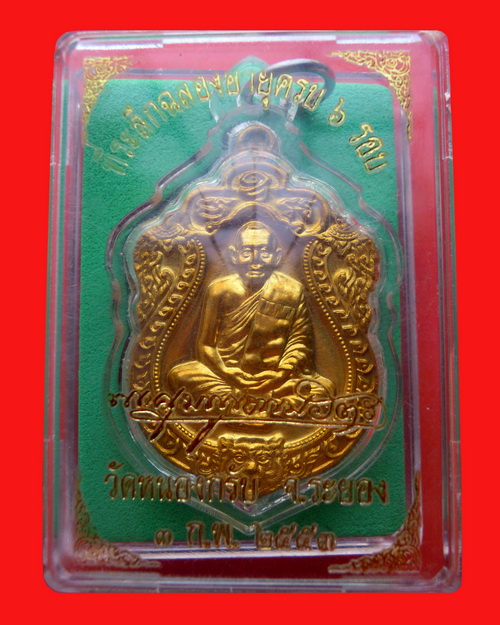 ที่ระลึกฉลองอายุครบ ๖ รอบ
วัดหนองกรับ จ.ระยอง
๓ ก.พ. ๒๕๕๓